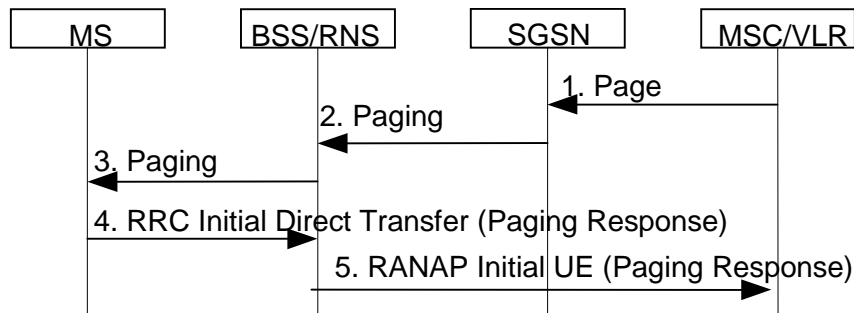 MS
BSS/RNS
SGSN
MSC/VLR
1. Page
2. Paging
3. Paging
4. RRC Initial Direct Transfer (Paging Response)
5. RANAP Initial UE (Paging Response)